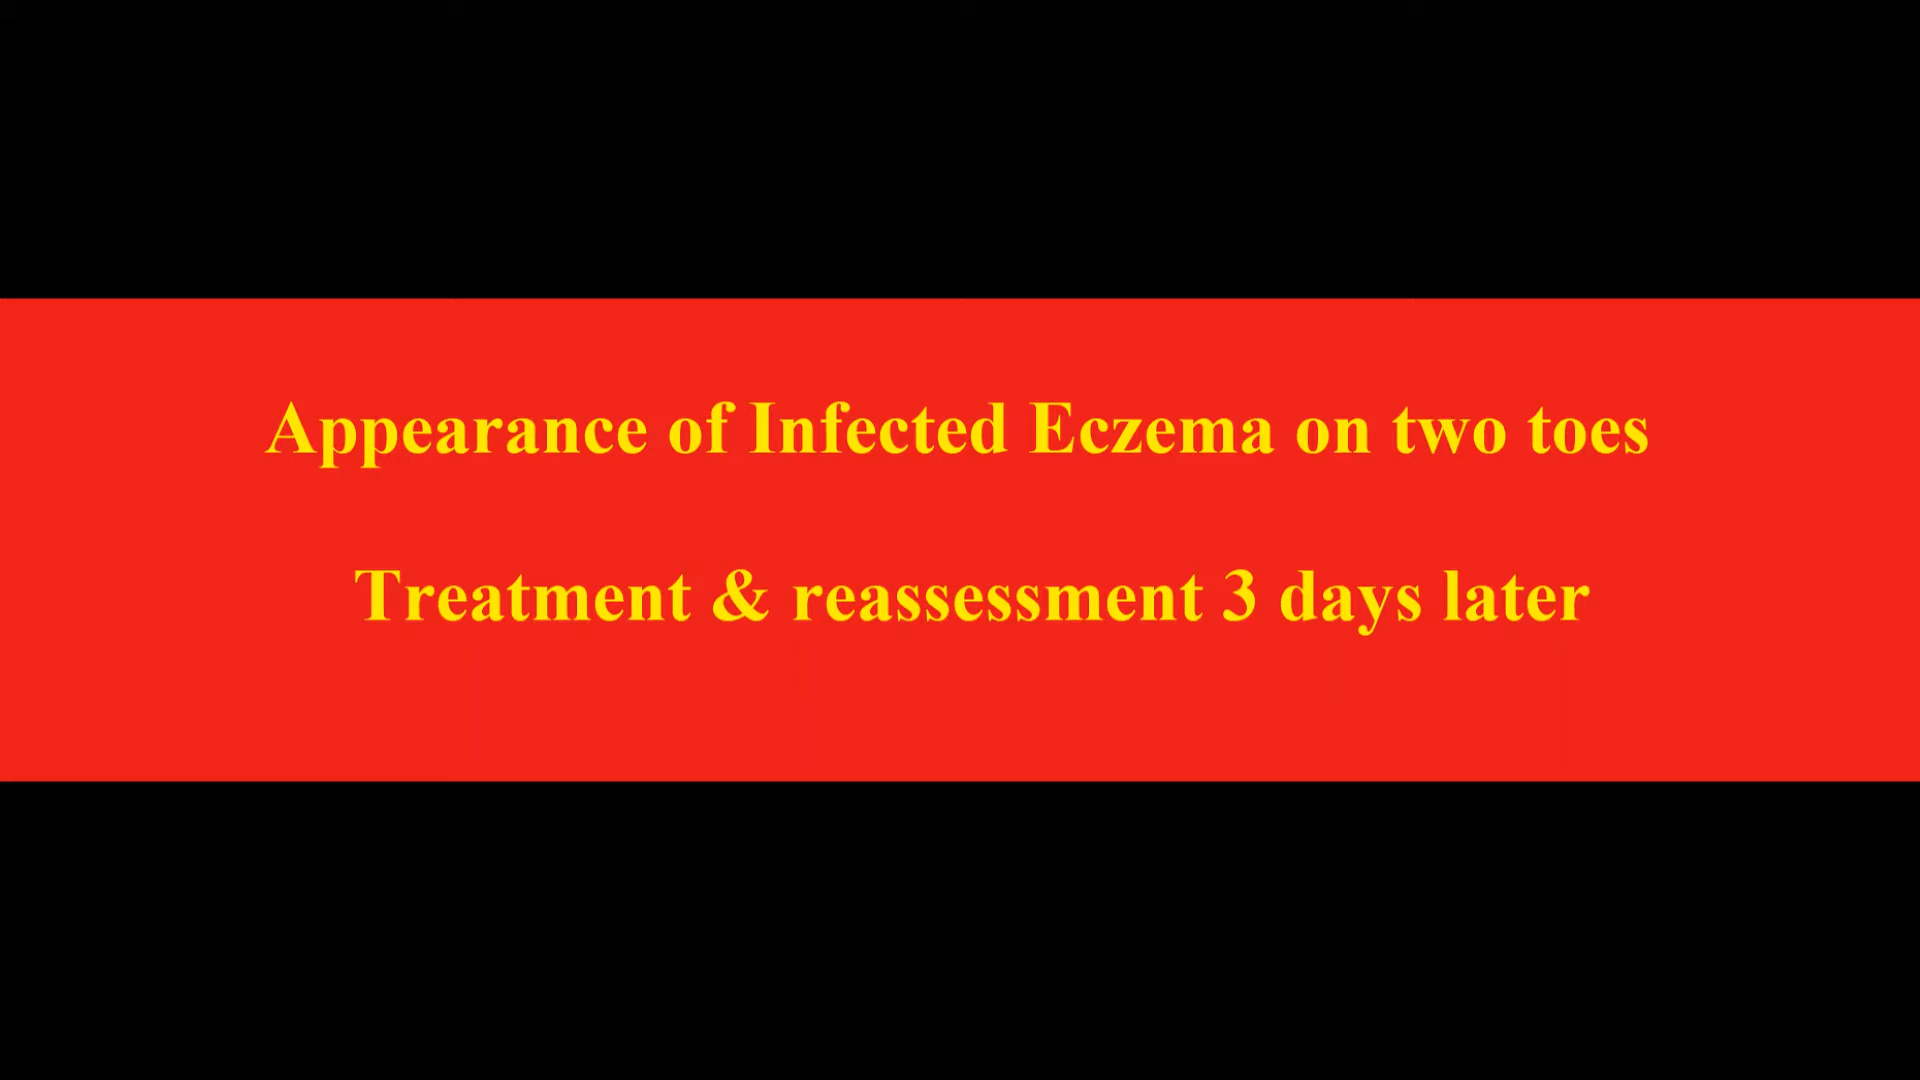 Appearance of Infected Eczema on two toes
Treatment & reassessment 3 days later